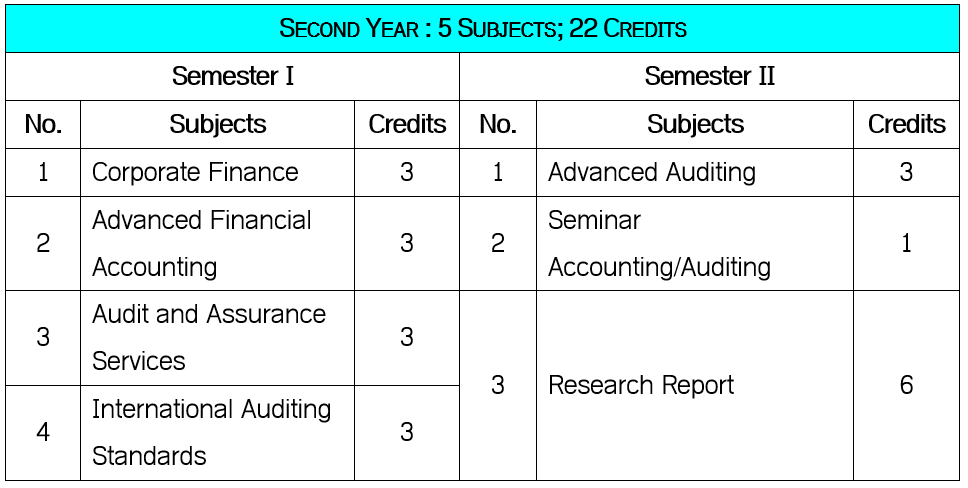 SECOND YEAR : 5 SUBJECTS; 22 CREDITS
Semester I Semester II
No. Subjects Credits No. Subjects Credits
1 Corporate Finance 3 1 Advanced Auditing 3
2 Advanced Financial
Accounting 3 2 Seminar
Accounting/Auditing 1
3 Audit and Assurance
Services 3
4 International Auditing
Standards 3
3 Research Report 6